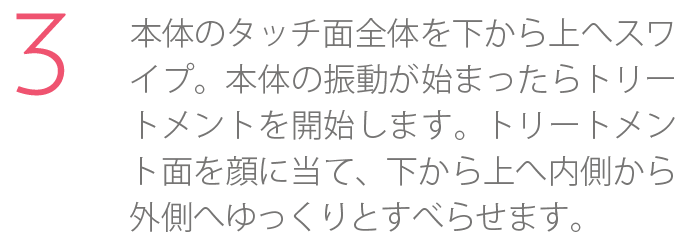 3
本体のタッチ面全体を下から上へスワ
イプ。本体の振動が始まったらトリー
トメントを開始します。トリートメン
ト面を顔に当て、下から上へ内側から
外側へゆっくりとすべらせます。